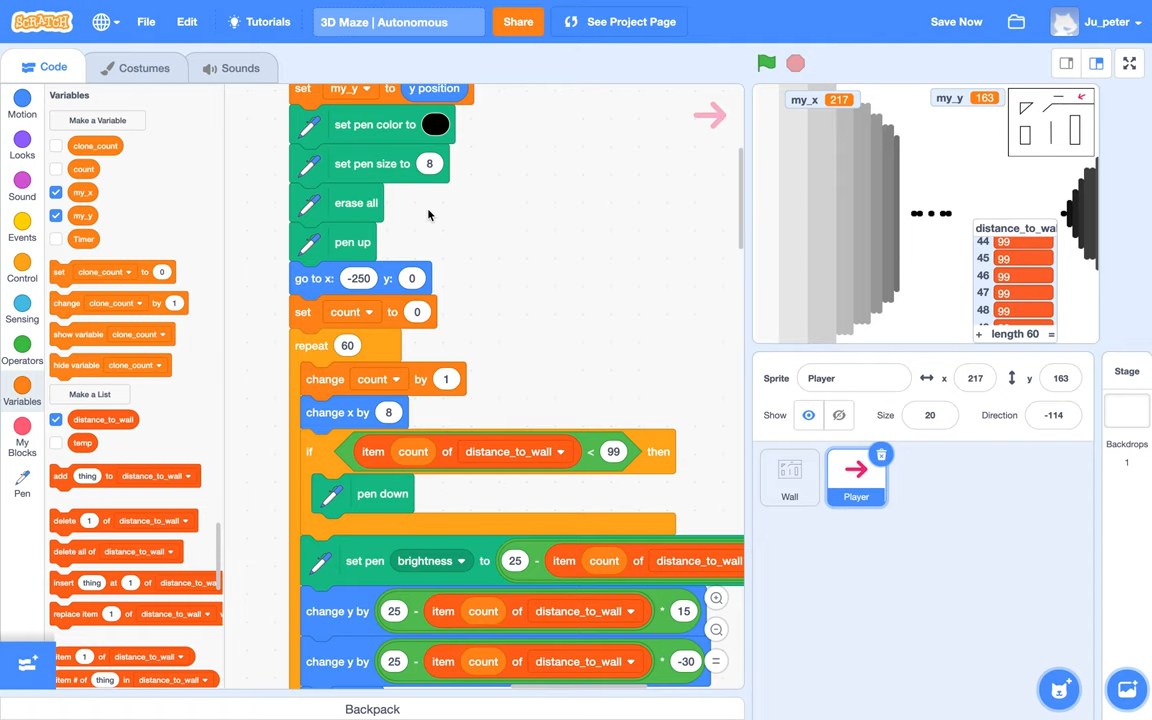 SCRATCH File Edit Tutorials 3D Maze | Autonomous Share See Project Page Save Now Ju_peter
Code Costumes Sounds
Motion
Looks
Sound
Events
Control
Sensing
Operators
Variables
My Blocks
Pen
Variables
Make a Variable
clone_count
count
my_x
my_y
Timer
set clone_count to 0
change clone_count by 1
show variable clone_count
hide variable clone_count
Make a List
distance_to_wall
temp
add thing to distance_to_wall
delete 1 of distance_to_wall
delete all of distance_to_wall
insert thing at 1 of distance_to_wa
replace item 1 of distance_to_wall
item 1 of distance_to_wall
item # of thing in distance_to_wall
set my_y to y position
set pen color to
set pen size to 8
erase all
pen up
go to x: -250 y: 0
set count to 0
repeat 60
change count by 1
change x by 8
if item count of distance_to_wall < 99 then
pen down
set pen brightness to 25 - item count of distance_to_wall
change y by 25 - item count of distance_to_wall * 15
change y by 25 - item count of distance_to_wall * -30
Backpack
my_x 217
my_y 163
distance_to_wa
44 99
45 99
46 99
47 99
48 99
+ length 60 =
Sprite Player x 217 y 163
Show Size 20 Direction -114
Wall
Player
Stage
Backdrops
1